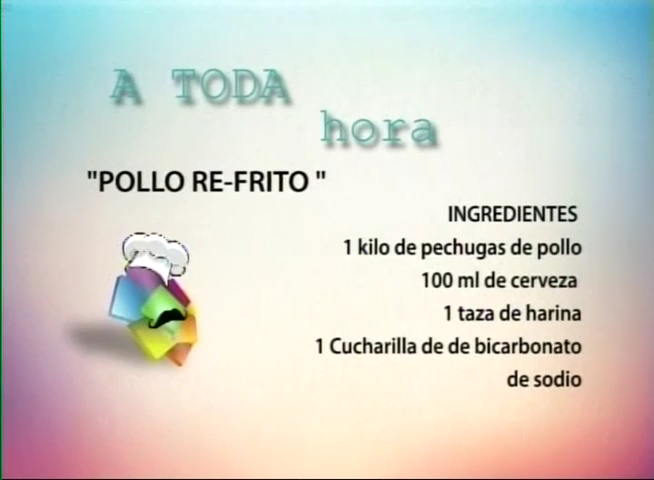 A TODA
hora
"POLLO RE-FRITO "
INGREDIENTES
1 kilo de pechugas de pollo
100 ml de cerveza
1 taza de harina
1 Cucharilla de de bicarbonato
de sodio